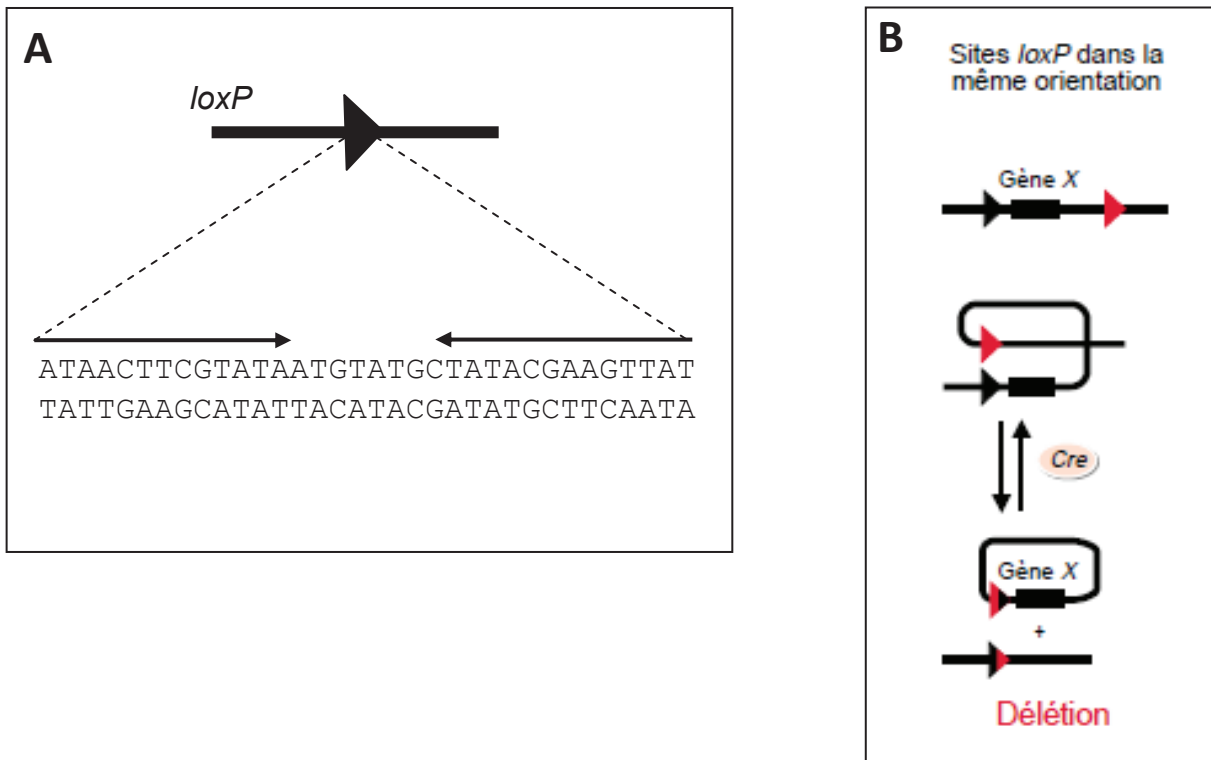 A
loxP
ATAACTTCGTATAATGTATGCTATACGAAGTTAT
TATTGAAGCATATTACATACGATATGCTTCAATA
B
Sites loxP dans la
même orientation
Gène X
Cre
Gène X
+
Délétion